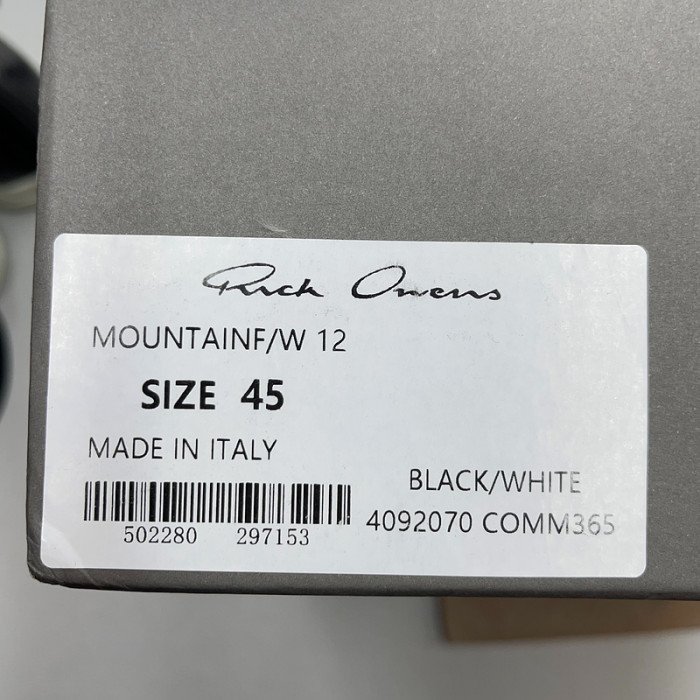 Rick Owens
MOUNTAINF/W 12
SIZE 45
MADE IN ITALY
BLACK/WHITE
502280 297153
4092070 COMM365